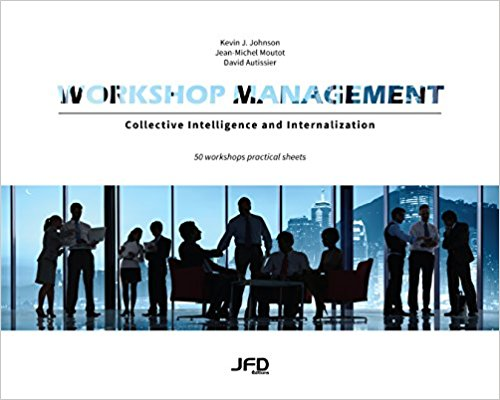 Kevin J. Johnson
Jean-Michel Moutot
David Autissier
WORKSHOP MANAGEMENT
Collective Intelligence and Internalization
50 workshops practical sheets
JFD
Éditions